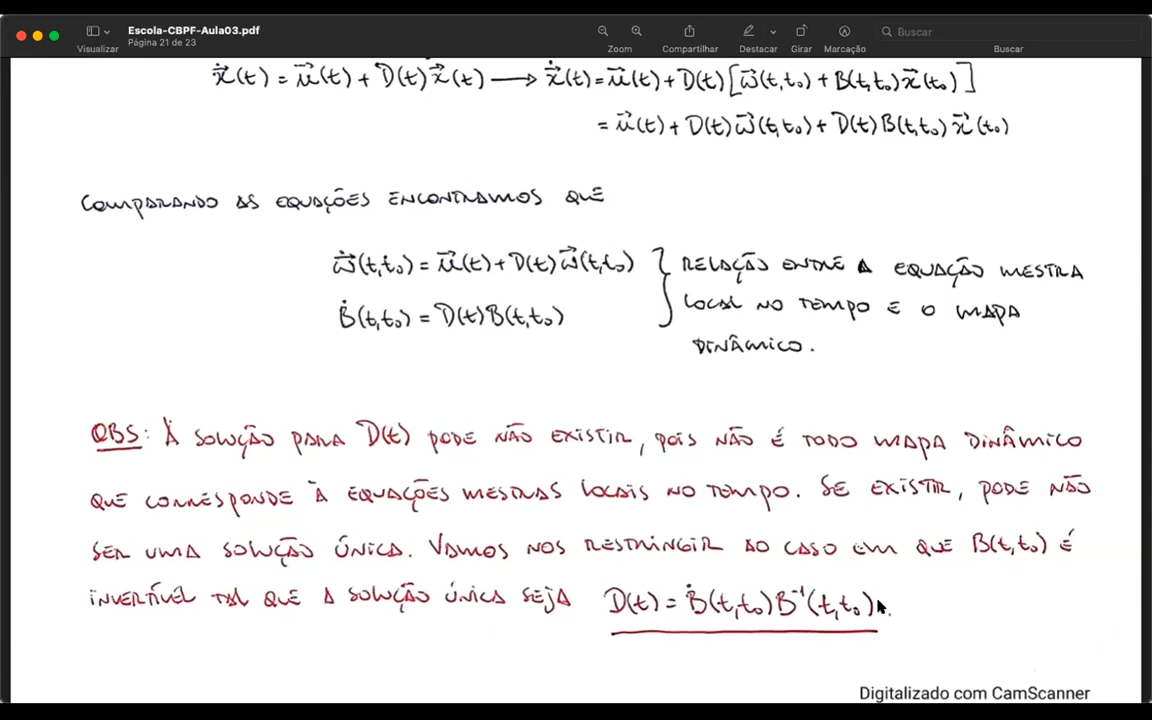 Escola-CBPF-Aula03.pdf
Página 21 de 23
Visualizar
Zoom
Compartilhar
Destacar
Girar
Marcação
Buscar
Buscar
ẋ⃗(t) = u⃗(t) + D(t)x⃗(t) ⟶ ẋ⃗(t) = u⃗(t) + D(t)[ω⃗(t,t₀) + B(t,t₀)x⃗(t₀)]
= u⃗(t) + D(t)ω⃗(t,t₀) + D(t)B(t,t₀)x⃗(t₀)
COMPARANDO AS EQUAÇÕES ENCONTRAMOS QUE
ω̇⃗(t,t₀) = u⃗(t) + D(t)ω⃗(t,t₀) } RELAÇÃO ENTRE A EQUAÇÃO MESTRA
Ḃ(t,t₀) = D(t)B(t,t₀) LOCAL NO TEMPO E O MAPA
DINÂMICO.
OBS: A SOLUÇÃO PARA D(t) PODE NÃO EXISTIR, POIS NÃO É TODO MAPA DINÂMICO
QUE CORRESPONDE À EQUAÇÕES MESTRAS LOCAIS NO TEMPO. SE EXISTIR, PODE NÃO
SER UMA SOLUÇÃO ÚNICA. VAMOS NOS RESTRINGIR AO CASO EM QUE B(t,t₀) É
INVERTÍVEL TAL QUE A SOLUÇÃO ÚNICA SEJA D(t) = Ḃ(t,t₀)B⁻¹(t,t₀).
Digitalizado com CamScanner